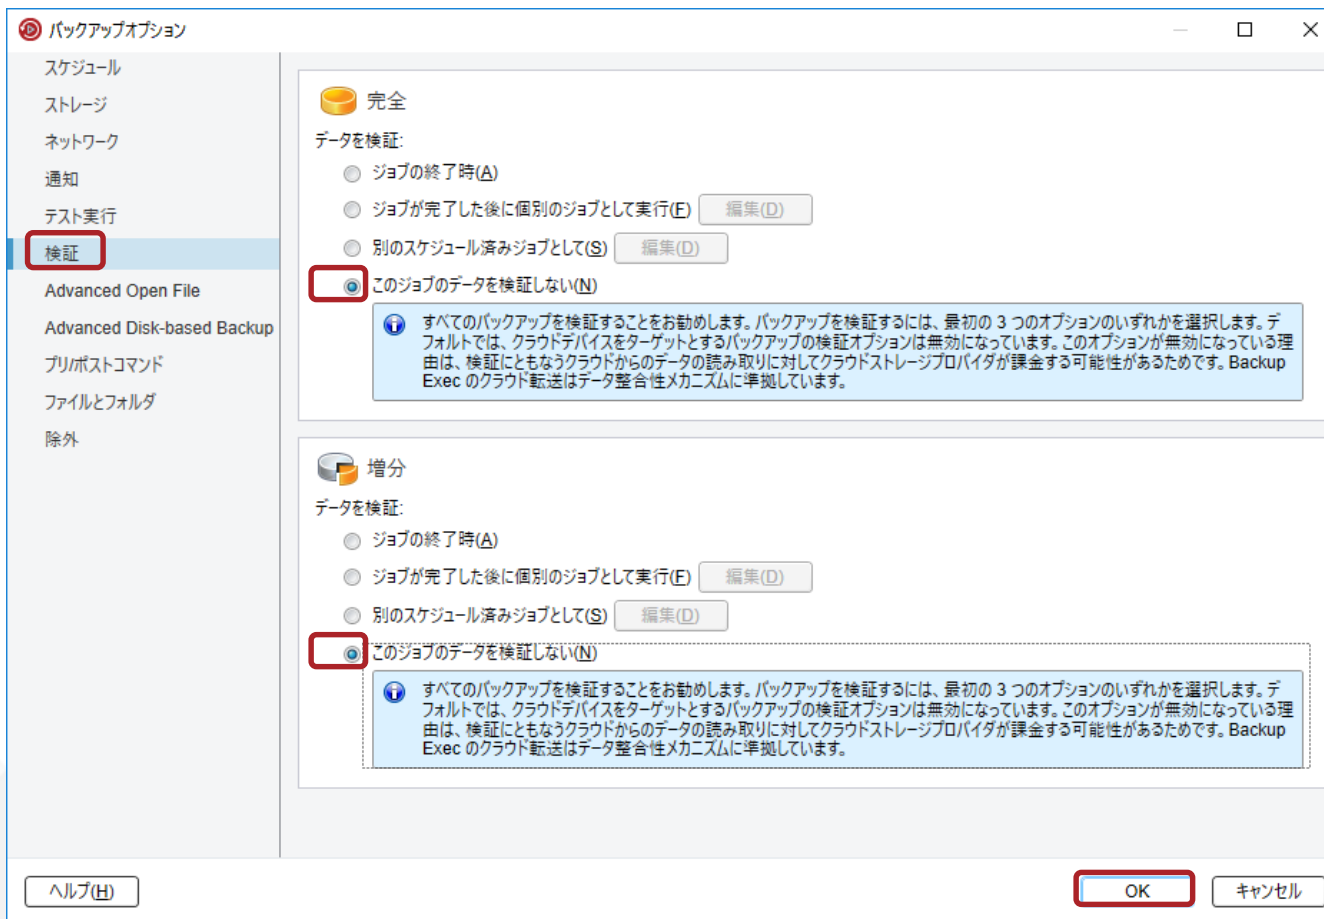 バックアップオプション
スケジュール
ストレージ
ネットワーク
通知
テスト実行
検証
Advanced Open File
Advanced Disk-based Backup
プリ/ポストコマンド
ファイルとフォルダ
除外
完全
データを検証:
ジョブの終了時(A)
ジョブが完了した後に個別のジョブとして実行(F) 編集(D)
別のスケジュール済みジョブとして(S) 編集(D)
このジョブのデータを検証しない(N)
すべてのバックアップを検証することをお勧めします。バックアップを検証するには、最初の 3 つのオプションのいずれかを選択します。デ
フォルトでは、クラウドデバイスをターゲットとするバックアップの検証オプションは無効になっています。このオプションが無効になっている理
由は、検証にともなうクラウドからのデータの読み取りに対してクラウドストレージプロバイダが課金する可能性があるためです。Backup
Exec のクラウド転送はデータ整合性メカニズムに準拠しています。
増分
データを検証:
ジョブの終了時(A)
ジョブが完了した後に個別のジョブとして実行(F) 編集(D)
別のスケジュール済みジョブとして(S) 編集(D)
このジョブのデータを検証しない(N)
すべてのバックアップを検証することをお勧めします。バックアップを検証するには、最初の 3 つのオプションのいずれかを選択します。デ
フォルトでは、クラウドデバイスをターゲットとするバックアップの検証オプションは無効になっています。このオプションが無効になっている理
由は、検証にともなうクラウドからのデータの読み取りに対してクラウドストレージプロバイダが課金する可能性があるためです。Backup
Exec のクラウド転送はデータ整合性メカニズムに準拠しています。
ヘルプ(H) OK キャンセル